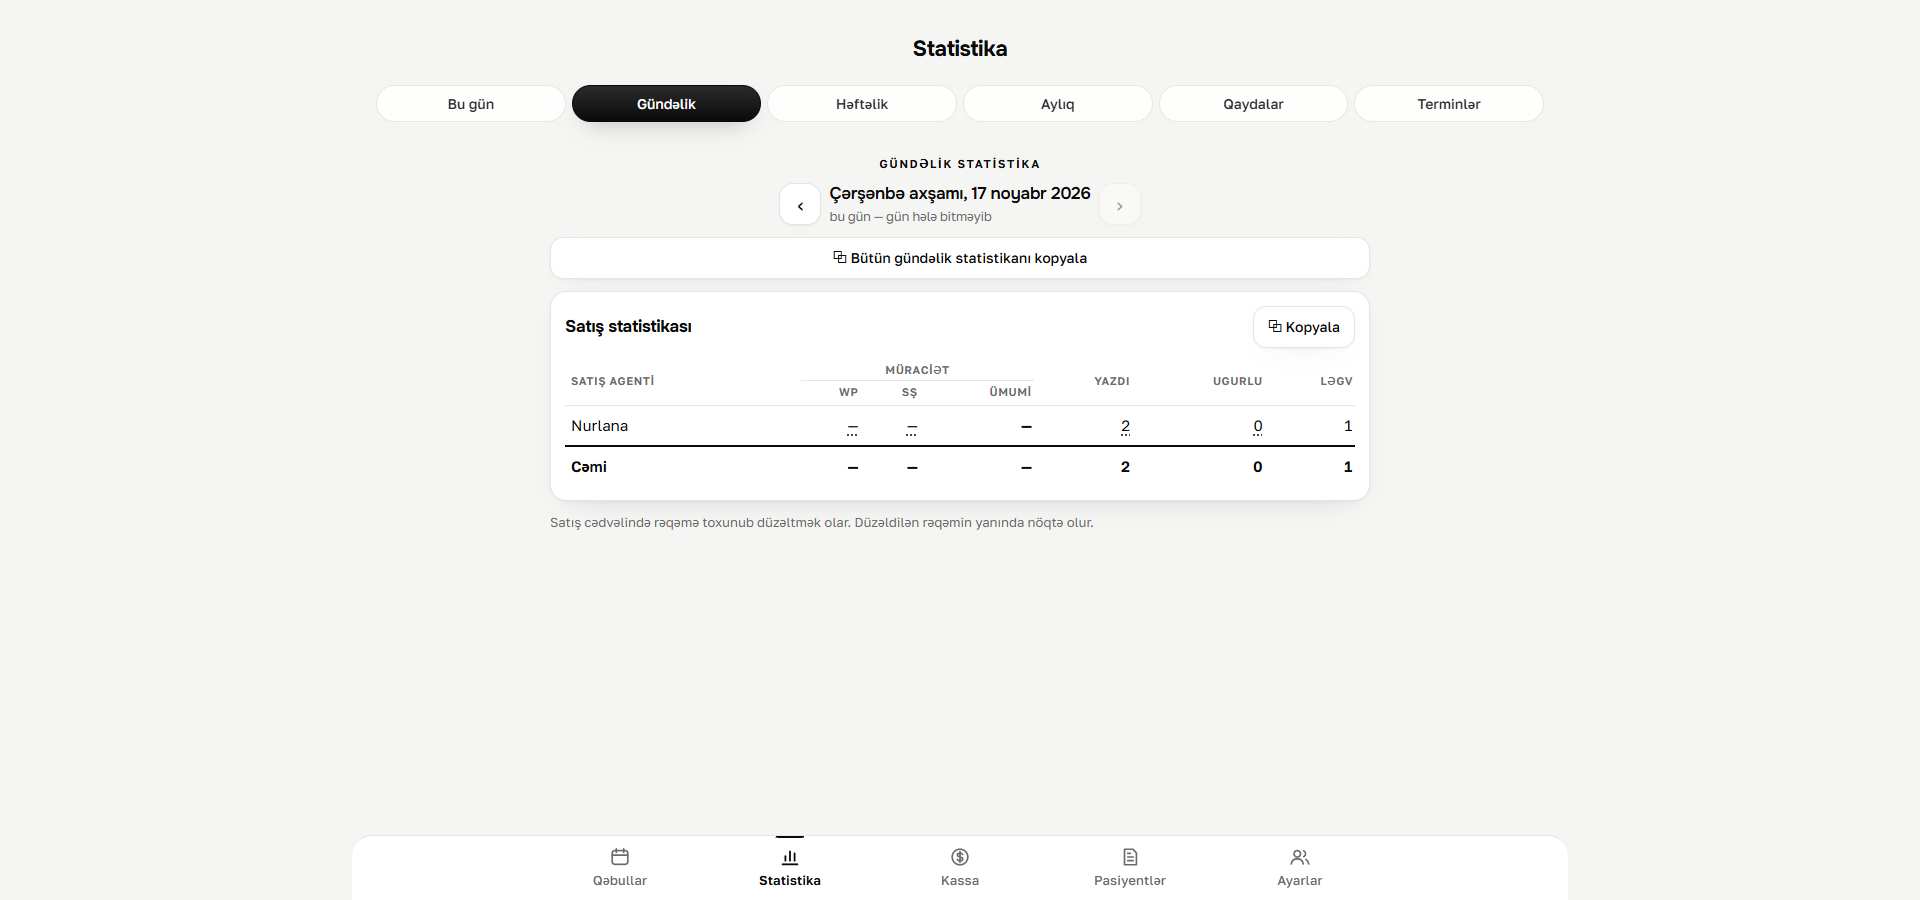 Statistika
Bu gün
Gündəlik
Həftəlik
Aylıq
Qaydalar
Terminlər
GÜNDƏLİK STATİSTİKA
‹
Çərşənbə axşamı, 17 noyabr 2026
›
bu gün — gün hələ bitməyib
Bütün gündəlik statistikanı kopyala
Satış statistikası
Kopyala
SATIŞ AGENTİ
MÜRACİƏT
YAZDI
UGURLU
LƏGV
WP
SŞ
ÜMUMİ
Nurlana — — — 2 0 1
Cəmi — — — 2 0 1
Satış cədvəlində rəqəmə toxunub düzəltmək olar. Düzəldilən rəqəmin yanında nöqtə olur.
Qəbullar
Statistika
Kassa
Pasiyentlər
Ayarlar